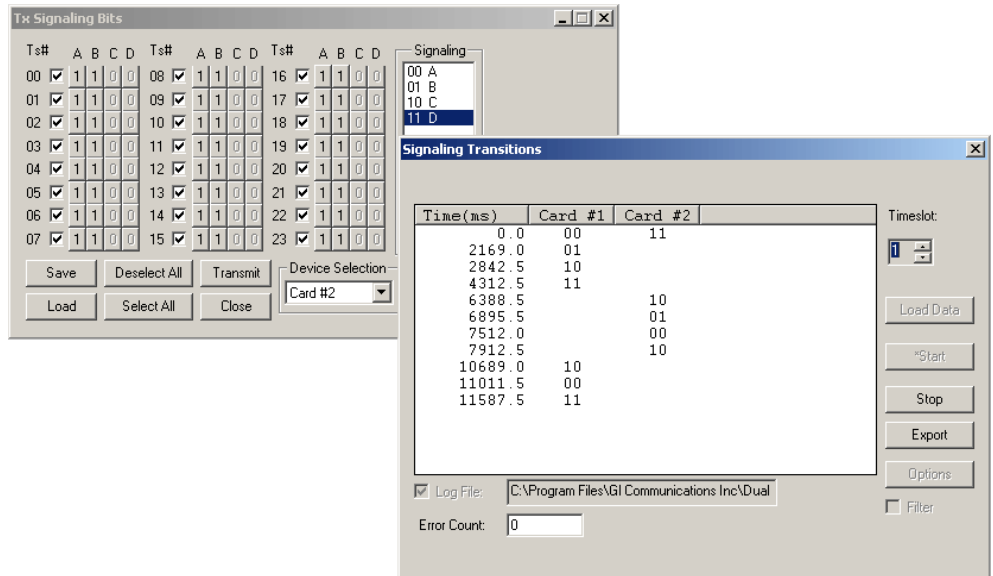 Tx Signaling Bits
Ts# A B C D Ts# A B C D Ts# A B C D Signaling
00 1 1 0 0 08 1 1 0 0 16 1 1 0 0 00 A
01 1 1 0 0 09 1 1 0 0 17 1 1 0 0 01 B
02 1 1 0 0 10 1 1 0 0 18 1 1 0 0 10 C
11 D
03 1 1 0 0 11 1 1 0 0 19 1 1 0 0
04 1 1 0 0 12 1 1 0 0 20 1 1 0 0
05 1 1 0 0 13 1 1 0 0 21 1 1 0 0
06 1 1 0 0 14 1 1 0 0 22 1 1 0 0
07 1 1 0 0 15 1 1 0 0 23 1 1 0 0
Save Deselect All Transmit Device Selection
Load Select All Close Card #2
Signaling Transitions
Time(ms) Card #1 Card #2
0.0 00 11
2169.0 01
2842.5 10
4312.5 11
6388.5 10
6895.5 01
7512.0 00
7912.5 10
10689.0 10
11011.5 00
11587.5 11
Timeslot:
1
Load Data
*Start
Stop
Export
Options
Filter
Log File: C:\Program Files\GI Communications Inc\Dual
Error Count: 0